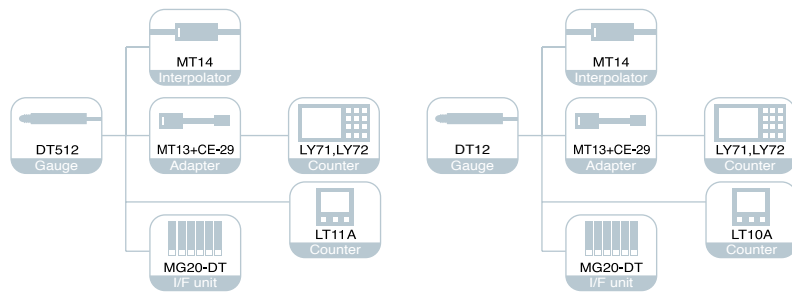 MT14
Interpolator
DT512
Gauge
MT13+CE-29
Adapter
LY71,LY72
Counter
LT11A
Counter
MG20-DT
I/F unit
MT14
Interpolator
DT12
Gauge
MT13+CE-29
Adapter
LY71,LY72
Counter
LT10A
Counter
MG20-DT
I/F unit